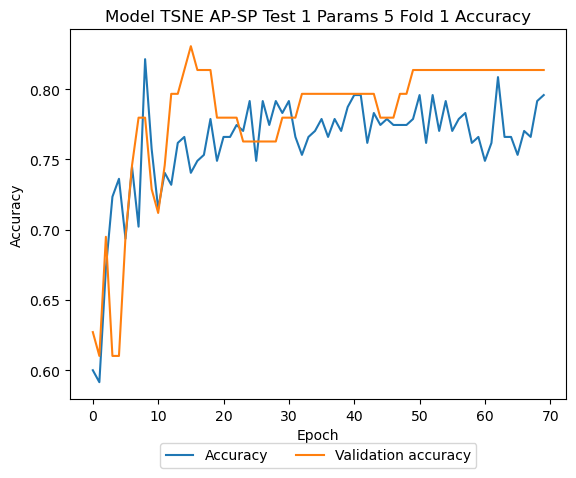 Model TSNE AP-SP Test 1 Params 5 Fold 1 Accuracy
Accuracy
0.80
0.75
0.70
0.65
0.60
0 10 20 30 40 50 60 70
Epoch
Accuracy Validation accuracy